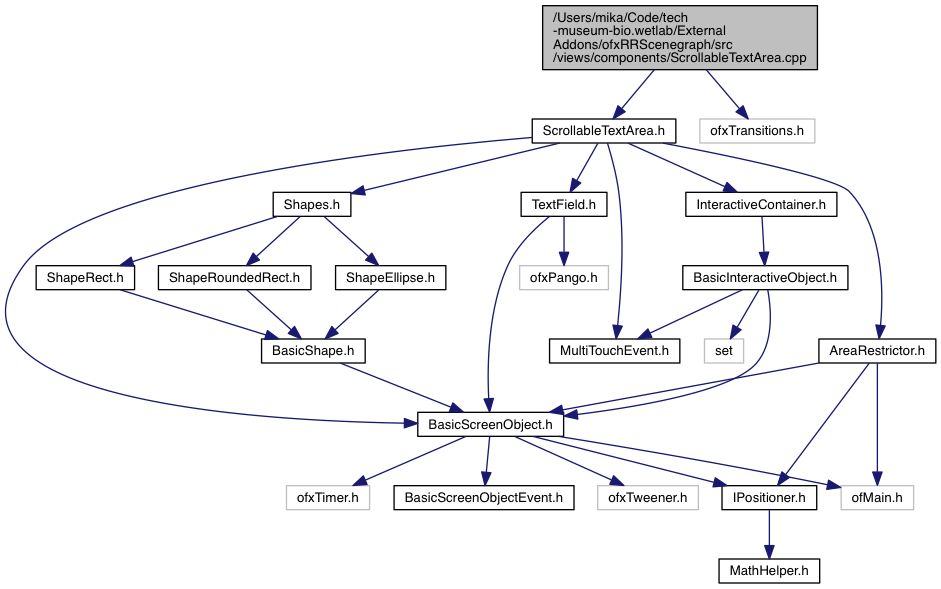 /Users/mika/Code/tech
-museum-bio.wetlab/External
Addons/ofxRRScenegraph/src
/views/components/ScrollableTextArea.cpp
ScrollableTextArea.h
ofxTransitions.h
Shapes.h
TextField.h
InteractiveContainer.h
ShapeRect.h
ShapeRoundedRect.h
ShapeEllipse.h
ofxPango.h
BasicInteractiveObject.h
BasicShape.h
MultiTouchEvent.h
set
AreaRestrictor.h
BasicScreenObject.h
ofxTimer.h
BasicScreenObjectEvent.h
ofxTweener.h
IPositioner.h
ofMain.h
MathHelper.h